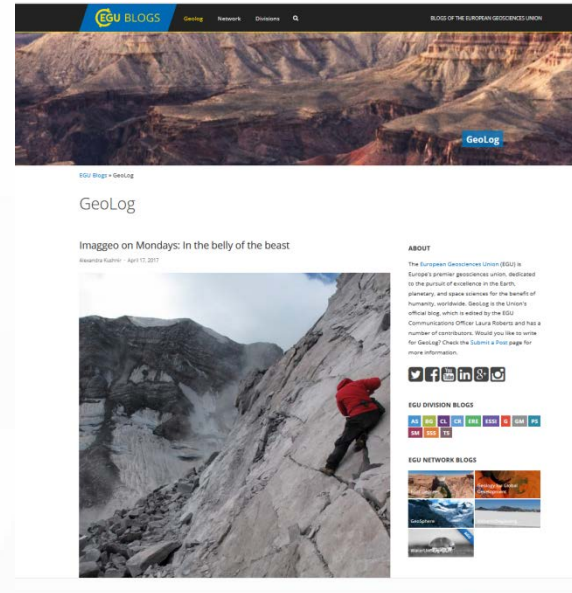 EGU BLOGS
GeoLog
Network
Divisions
BLOGS OF THE EUROPEAN GEOSCIENCES UNION
GeoLog
EGU Blogs » GeoLog
GeoLog
Imaggeo on Mondays: In the belly of the beast
April 17, 2017
ABOUT
The European Geosciences Union (EGU) is
Europe's premier geosciences union, dedicated
to the pursuit of excellence in the Earth,
planetary, and space sciences for the benefit of
humanity, worldwide. GeoLog is the Union's
official blog, which is edited by the EGU
Communications Officer Laura Roberts and has a
number of contributors. Would you like to write
for GeoLog? Check the Submit a Post page for
more information.
EGU DIVISION BLOGS
AS BG CL CR ERE ESSI G GM PS
SM SSS TS
EGU NETWORK BLOGS
Geology for Global
Development
GeoSphere